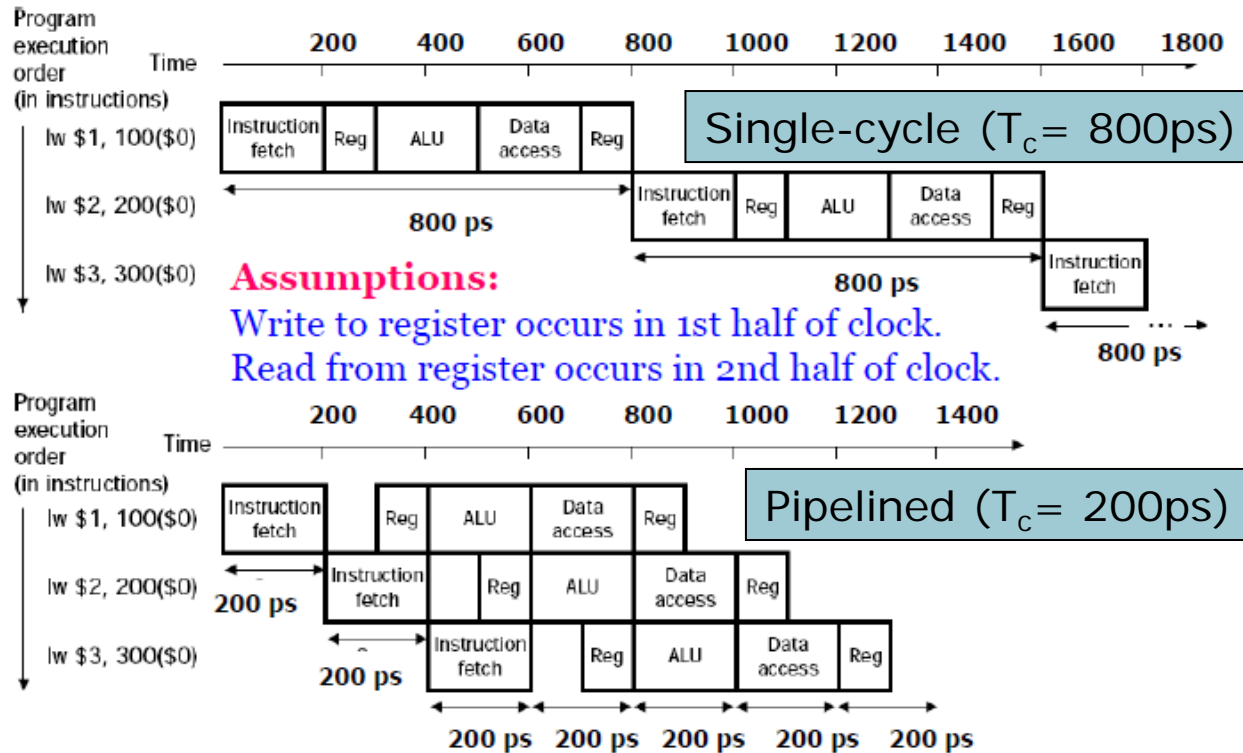 Program
execution
order
(in instructions)
Time
200 400 600 800 1000 1200 1400 1600 1800
lw $1, 100($0)
Instruction
fetch
Reg
ALU
Data
access
Reg
Single-cycle (Tc= 800ps)
800 ps
lw $2, 200($0)
Instruction
fetch
Reg
ALU
Data
access
Reg
800 ps
lw $3, 300($0)
Instruction
fetch
...
800 ps
Assumptions:
Write to register occurs in 1st half of clock.
Read from register occurs in 2nd half of clock.
Program
execution
order
(in instructions)
Time
200 400 600 800 1000 1200 1400
lw $1, 100($0)
Instruction
fetch
Reg
ALU
Data
access
Reg
Pipelined (Tc= 200ps)
200 ps
lw $2, 200($0)
Instruction
fetch
Reg
ALU
Data
access
Reg
200 ps
lw $3, 300($0)
Instruction
fetch
Reg
ALU
Data
access
Reg
200 ps 200 ps 200 ps 200 ps 200 ps